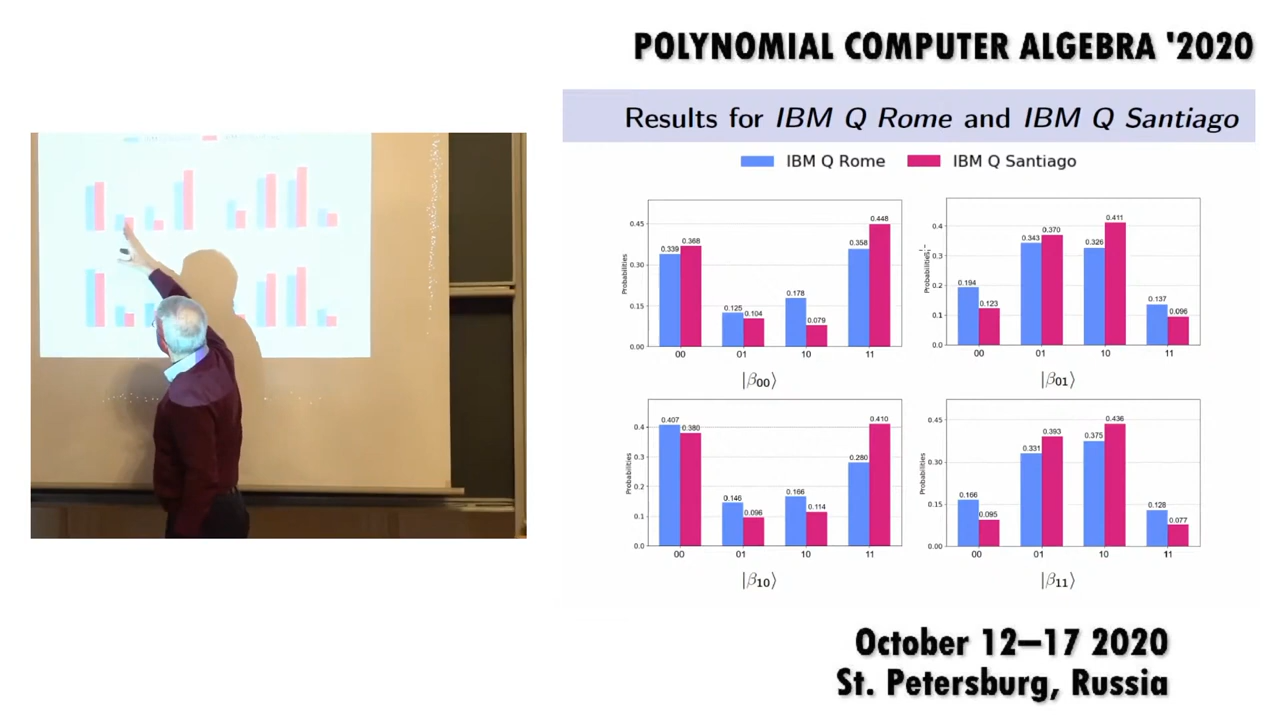 POLYNOMIAL COMPUTER ALGEBRA '2020
Results for IBM Q Rome and IBM Q Santiago
IBM Q Rome IBM Q Santiago
Probabilities
0.45
0.30
0.15
0.00
0.339 0.368
0.125 0.104
0.178 0.079
0.358 0.448
00 01 10 11
|β00⟩
Probabilities
0.4
0.3
0.2
0.1
0.0
0.194 0.123
0.343 0.370
0.326 0.411
0.137 0.096
00 01 10 11
|β01⟩
Probabilities
0.4
0.3
0.2
0.1
0.0
0.407 0.380
0.146 0.096
0.166 0.114
0.280 0.410
00 01 10 11
|β10⟩
Probabilities
0.45
0.30
0.15
0.00
0.166 0.095
0.331 0.393
0.375 0.436
0.128 0.077
00 01 10 11
|β11⟩
October 12–17 2020
St. Petersburg, Russia